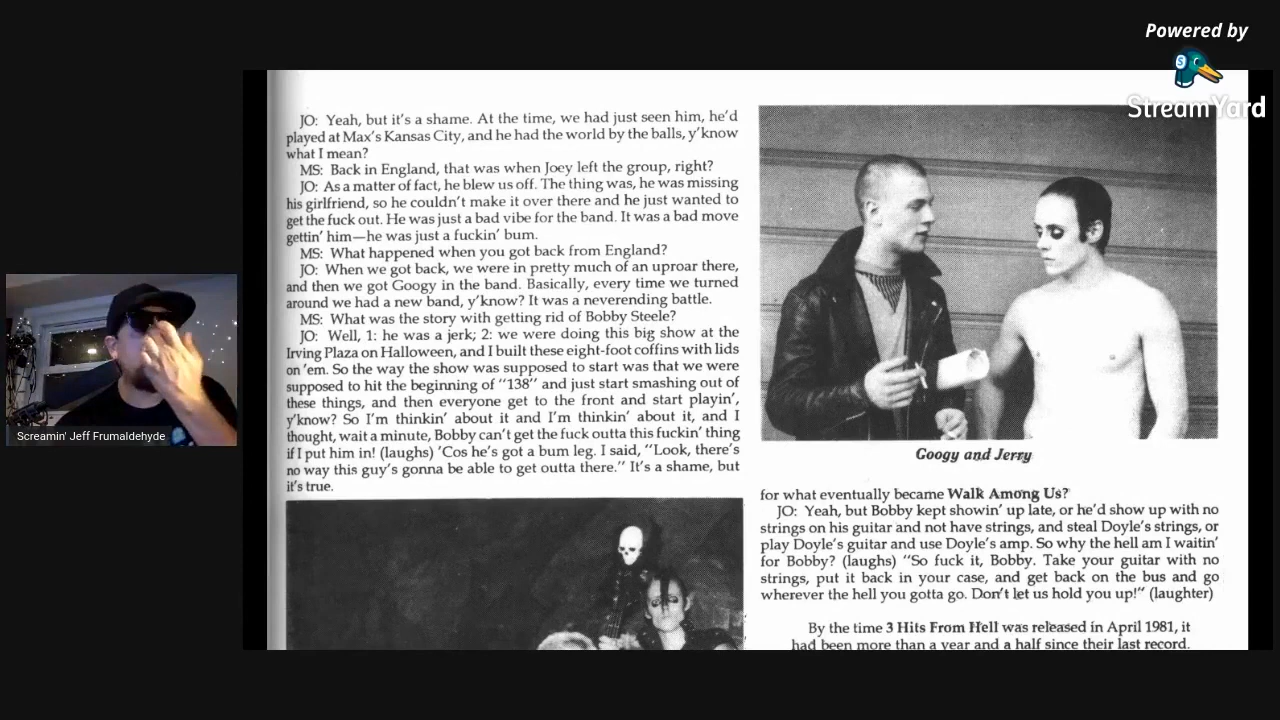 Powered by
StreamYard
JO: Yeah, but it's a shame. At the time, we had just seen him, he'd
played at Max's Kansas City, and he had the world by the balls, y'know
what I mean?
MS: Back in England, that was when Joey left the group, right?
JO: As a matter of fact, he blew us off. The thing was, he was missing
his girlfriend, so he couldn't make it over there and he just wanted to
get the fuck out. He was just a bad vibe for the band. It was a bad move
gettin' him—he was just a fuckin' bum.
MS: What happened when you got back from England?
JO: When we got back, we were in pretty much of an uproar there,
and then we got Googy in the band. Basically, every time we turned
around we had a new band, y'know? It was a neverending battle.
MS: What was the story with getting rid of Bobby Steele?
JO: Well, 1: he was a jerk; 2: we were doing this big show at the
Irving Plaza on Halloween, and I built these eight-foot coffins with lids
on 'em. So the way the show was supposed to start was that we were
supposed to hit the beginning of "138" and just start smashing out of
these things, and then everyone get to the front and start playin',
y'know? So I'm thinkin' about it and I'm thinkin' about it, and I
thought, wait a minute, Bobby can't get the fuck outta this fuckin' thing
if I put him in! (laughs) 'Cos he's got a bum leg. I said, "Look, there's
no way this guy's gonna be able to get outta there." It's a shame, but
it's true.
Googy and Jerry
for what eventually became Walk Among Us?
JO: Yeah, but Bobby kept showin' up late, or he'd show up with no
strings on his guitar and not have strings, and steal Doyle's strings, or
play Doyle's guitar and use Doyle's amp. So why the hell am I waitin'
for Bobby? (laughs) "So fuck it, Bobby. Take your guitar with no
strings, put it back in your case, and get back on the bus and go
wherever the hell you gotta go. Don't let us hold you up!" (laughter)
By the time 3 Hits From Hell was released in April 1981, it
had been more than a year and a half since their last record.
Screamin' Jeff Frumaldehyde